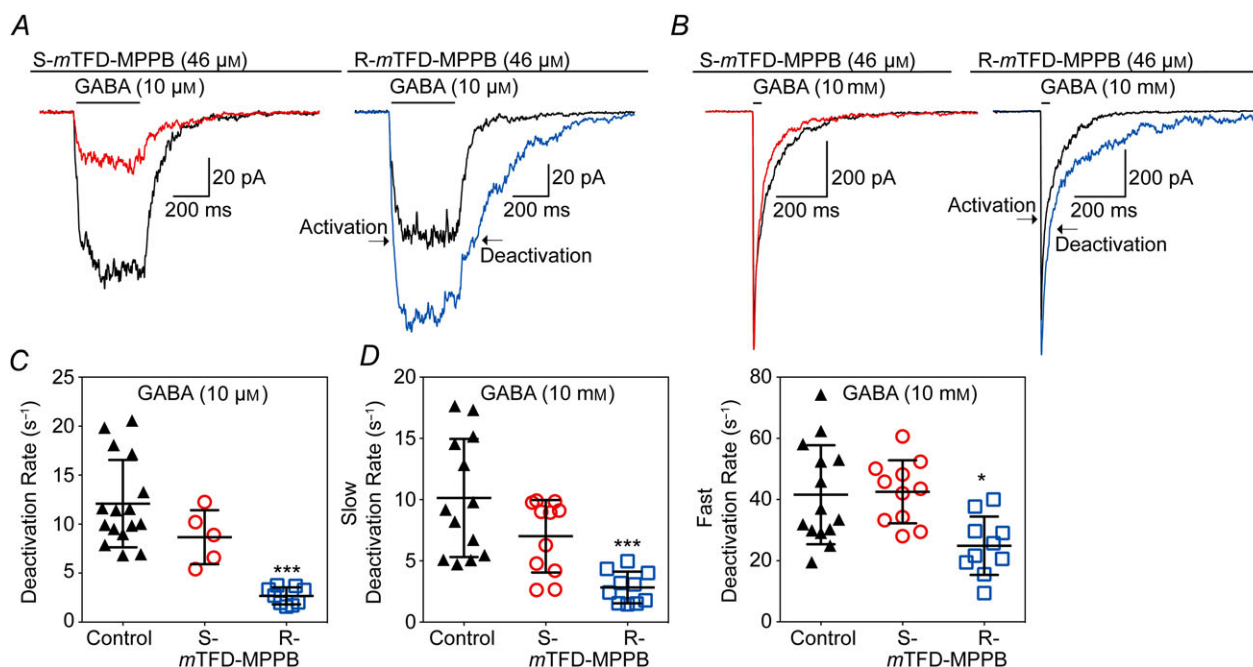 A
S-mTFD-MPPB (46 µM)
GABA (10 µM)
20 pA
200 ms
R-mTFD-MPPB (46 µM)
GABA (10 µM)
20 pA
200 ms
Activation
Deactivation
B
S-mTFD-MPPB (46 µM)
GABA (10 mM)
200 pA
200 ms
R-mTFD-MPPB (46 µM)
GABA (10 mM)
200 pA
200 ms
Activation
Deactivation
C
GABA (10 µM)
Deactivation Rate (s⁻¹)
25
20
15
10
5
0
***
Control
S-
R-
mTFD-MPPB
D
GABA (10 mM)
Slow
Deactivation Rate (s⁻¹)
20
15
10
5
0
***
Control
S-
R-
mTFD-MPPB
GABA (10 mM)
Fast
Deactivation Rate (s⁻¹)
80
60
40
20
0
*
Control
S-
R-
mTFD-MPPB